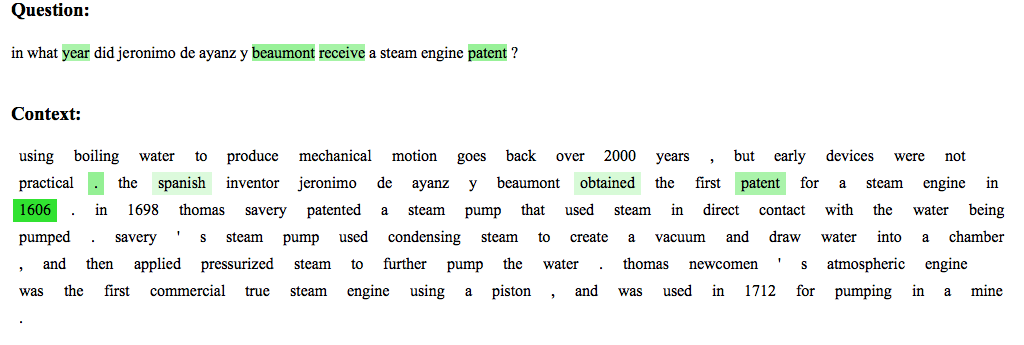 Question:
in what year did jeronimo de ayanz y beaumont receive a steam engine patent ?
Context:
using boiling water to produce mechanical motion goes back over 2000 years , but early devices were not
practical . the spanish inventor jeronimo de ayanz y beaumont obtained the first patent for a steam engine in
1606 . in 1698 thomas savery patented a steam pump that used steam in direct contact with the water being
pumped . savery ' s steam pump used condensing steam to create a vacuum and draw water into a chamber
, and then applied pressurized steam to further pump the water . thomas newcomen ' s atmospheric engine
was the first commercial true steam engine using a piston , and was used in 1712 for pumping in a mine
.